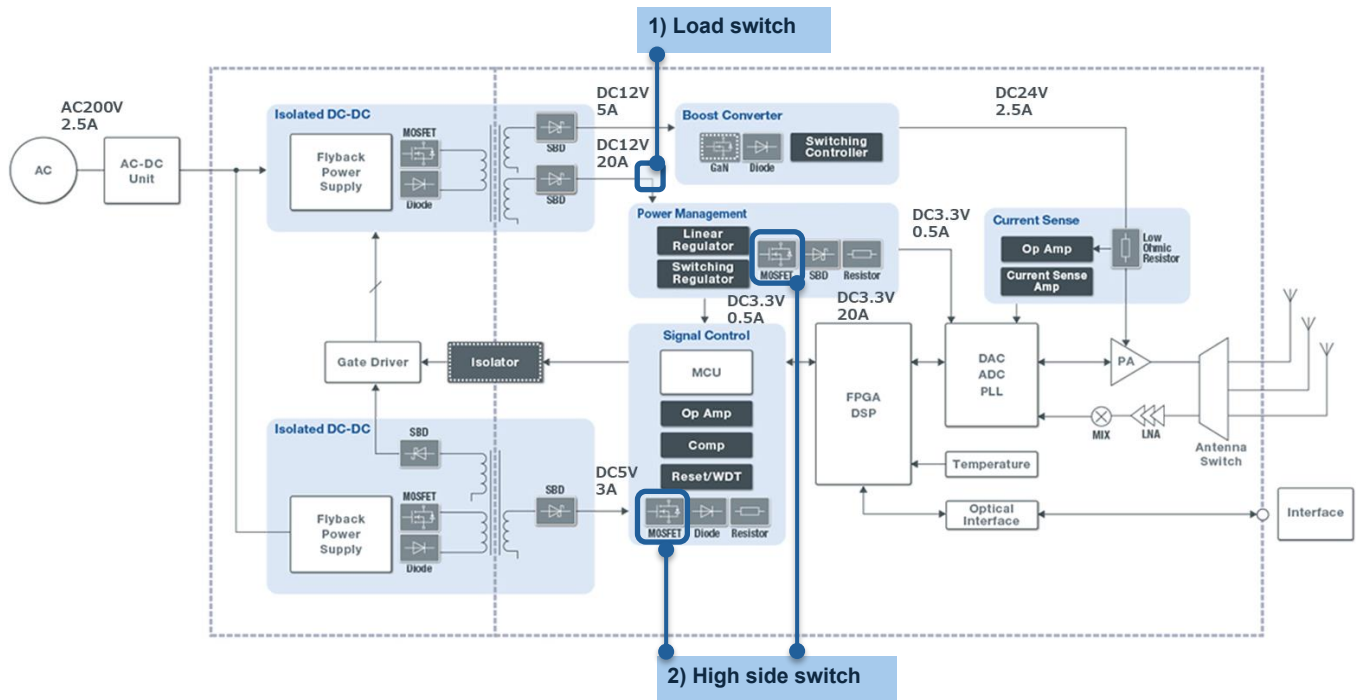 1) Load switch
AC200V
2.5A
AC
AC-DC
Unit
Isolated DC-DC
Flyback
Power
Supply
MOSFET
Diode
SBD
SBD
DC12V
5A
DC12V
20A
Boost Converter
GaN
Diode
Switching
Controller
DC24V
2.5A
Power Management
Linear
Regulator
Switching
Regulator
MOSFET
SBD
Resistor
DC3.3V
0.5A
Current Sense
Op Amp
Current Sense
Amp
Low
Ohmic
Resistor
DC3.3V
0.5A
DC3.3V
20A
Gate Driver
Isolator
Signal Control
MCU
Op Amp
Comp
Reset/WDT
MOSFET
Diode
Resistor
FPGA
DSP
DAC
ADC
PLL
PA
MIX
LNA
Antenna
Switch
Temperature
Optical
Interface
Interface
Isolated DC-DC
SBD
Flyback
Power
Supply
MOSFET
Diode
SBD
DC5V
3A
2) High side switch